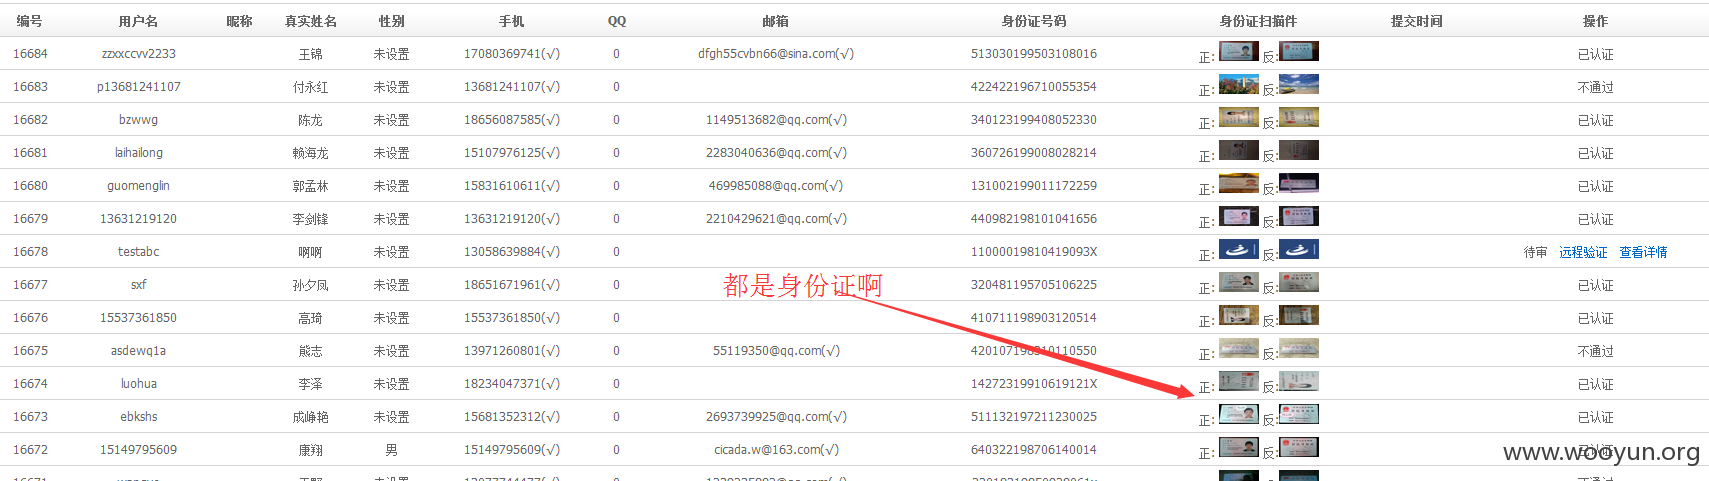 编号 用户名 昵称 真实姓名 性别 手机 QQ 邮箱 身份证号码 身份证扫描件 提交时间 操作
16684 zzxxccvv2233 王锦 未设置 17080369741(√) 0 dfgh55cvbn66@sina.com(√) 513030199503108016 正: 反: 已认证
16683 p13681241107 付永红 未设置 13681241107(√) 0 422422196710055354 正: 反: 不通过
16682 bzwwg 陈龙 未设置 18656087585(√) 0 1149513682@qq.com(√) 340123199408052330 正: 反: 已认证
16681 laihailong 赖海龙 未设置 15107976125(√) 0 2283040636@qq.com(√) 360726199008028214 正: 反: 已认证
16680 guomenglin 郭孟林 未设置 15831610611(√) 0 469985088@qq.com(√) 131002199011172259 正: 反: 已认证
16679 13631219120 李剑锋 未设置 13631219120(√) 0 2210429621@qq.com(√) 440982198101041656 正: 反: 已认证
16678 testabc 啊啊 未设置 13058639884(√) 0 11000019810419093X 正: 反: 待审 远程验证 查看详情
16677 sxf 孙夕凤 未设置 18651671961(√) 0 320481195705106225 正: 反: 已认证
都是身份证啊
16676 15537361850 高琦 未设置 15537361850(√) 0 410711198903120514 正: 反: 已认证
16675 asdewq1a 熊志 未设置 13971260801(√) 0 55119350@qq.com(√) 正: 反: 不通过
16674 luohua 李泽 未设置 18234047371(√) 0 14272319910619121X 正: 反: 已认证
16673 ebkshs 成峥艳 未设置 15681352312(√) 0 2693739925@qq.com(√) 511132197211230025 正: 反: 已认证
16672 15149795609 康翔 男 15149795609(√) 0 cicada.w@163.com(√) 640322198706140014 正: 反: 已认证
www.wooyun.org